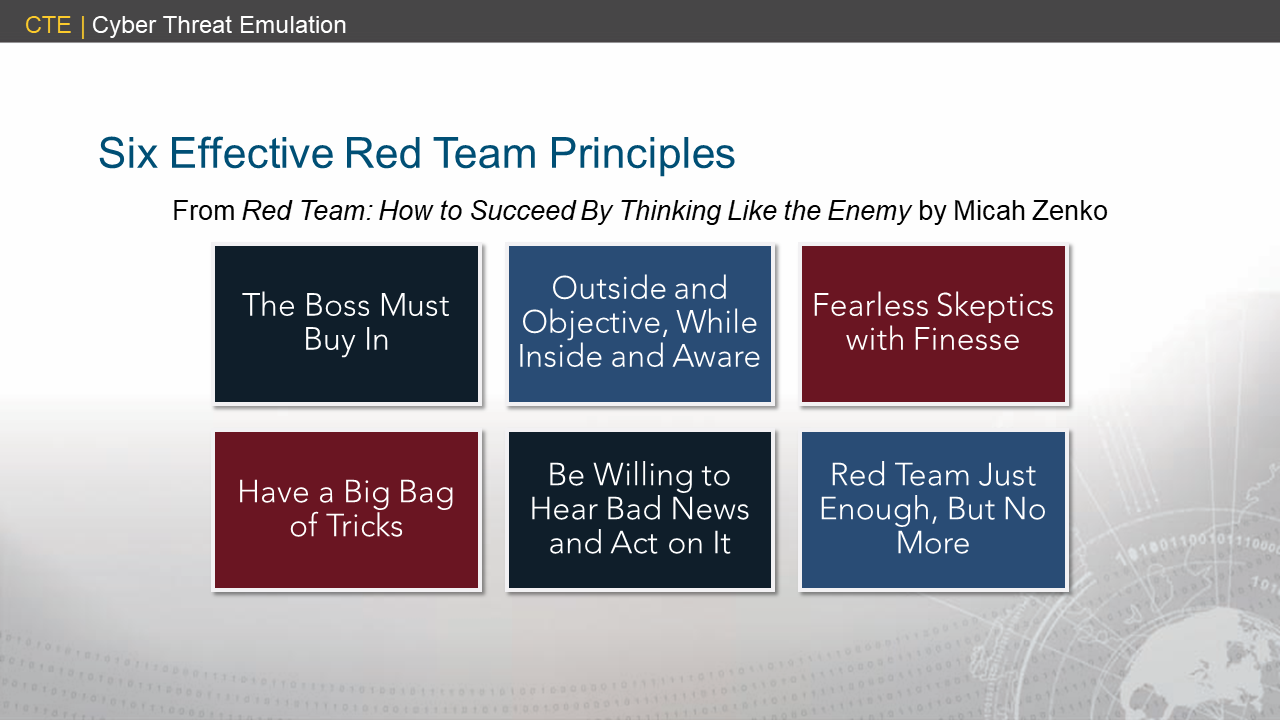 CTE | Cyber Threat Emulation
Six Effective Red Team Principles
From Red Team: How to Succeed By Thinking Like the Enemy by Micah Zenko
The Boss Must
Buy In
Outside and
Objective, While
Inside and Aware
Fearless Skeptics
with Finesse
Have a Big Bag
of Tricks
Be Willing to
Hear Bad News
and Act on It
Red Team Just
Enough, But No
More